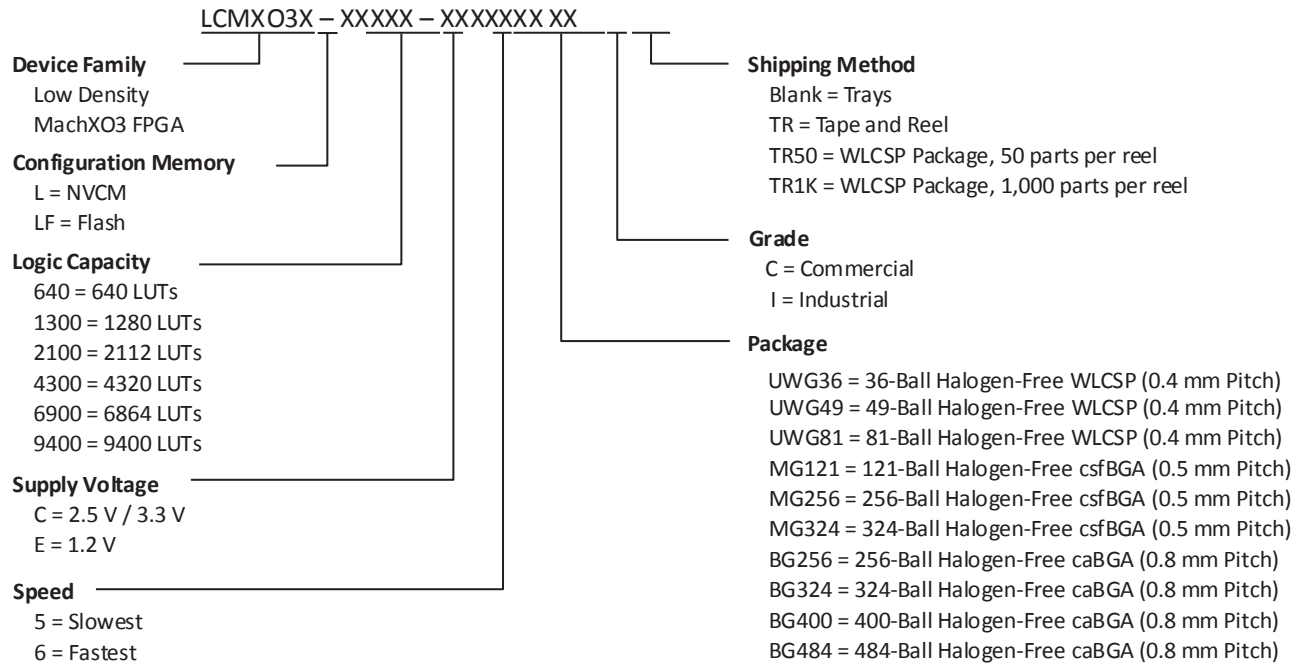 LCMXO3X – XXXXX – XXXXXXX XX
Device Family
Low Density
MachXO3 FPGA
Configuration Memory
L = NVCM
LF = Flash
Logic Capacity
640 = 640 LUTs
1300 = 1280 LUTs
2100 = 2112 LUTs
4300 = 4320 LUTs
6900 = 6864 LUTs
9400 = 9400 LUTs
Supply Voltage
C = 2.5 V / 3.3 V
E = 1.2 V
Speed
5 = Slowest
6 = Fastest
Shipping Method
Blank = Trays
TR = Tape and Reel
TR50 = WLCSP Package, 50 parts per reel
TR1K = WLCSP Package, 1,000 parts per reel
Grade
C = Commercial
I = Industrial
Package
UWG36 = 36-Ball Halogen-Free WLCSP (0.4 mm Pitch)
UWG49 = 49-Ball Halogen-Free WLCSP (0.4 mm Pitch)
UWG81 = 81-Ball Halogen-Free WLCSP (0.4 mm Pitch)
MG121 = 121-Ball Halogen-Free csfBGA (0.5 mm Pitch)
MG256 = 256-Ball Halogen-Free csfBGA (0.5 mm Pitch)
MG324 = 324-Ball Halogen-Free csfBGA (0.5 mm Pitch)
BG256 = 256-Ball Halogen-Free caBGA (0.8 mm Pitch)
BG324 = 324-Ball Halogen-Free caBGA (0.8 mm Pitch)
BG400 = 400-Ball Halogen-Free caBGA (0.8 mm Pitch)
BG484 = 484-Ball Halogen-Free caBGA (0.8 mm Pitch)